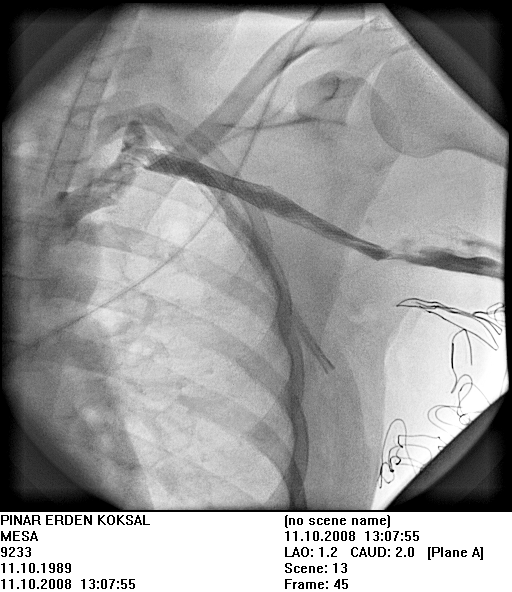 PINAR ERDEN KOKSAL
MESA
9233
11.10.1989
11.10.2008 13:07:55
[no scene name]
11.10.2008 13:07:55
LAO: 1.2 CAUD: 2.0 [Plane A]
Scene: 13
Frame: 45